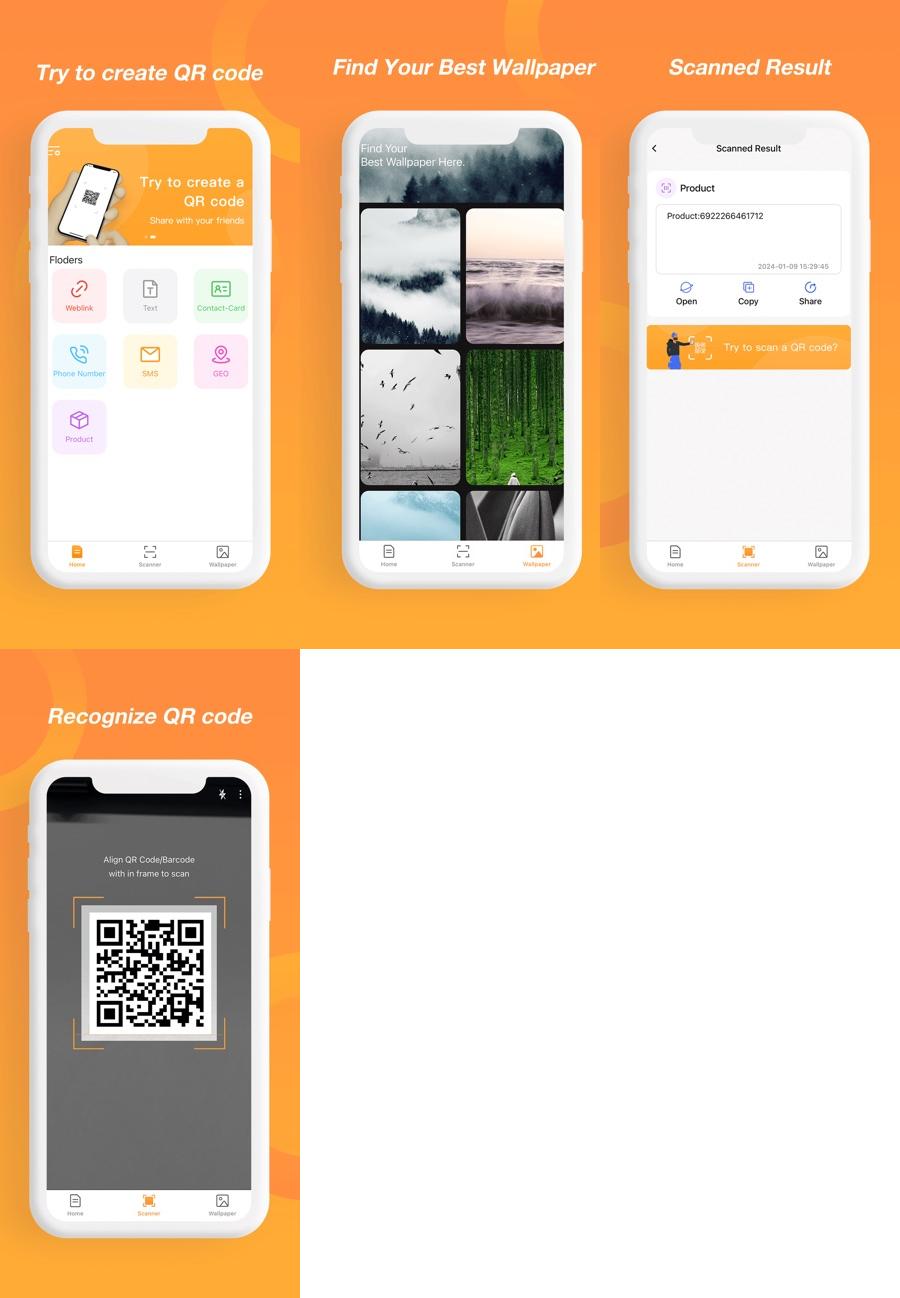 Try to create QR code
Try to create a
QR code
Share with your friends
Floders
Weblink
Text
Contact-Card
Phone Number
SMS
GEO
Product
Home
Scanner
Wallpaper
Find Your Best Wallpaper
Find Your
Best Wallpaper Here.
Home
Scanner
Wallpaper
Scanned Result
Scanned Result
Product
Product:6922266461712
2024-01-09 15:29:45
Open
Copy
Share
Try to scan a QR code?
Home
Scanner
Wallpaper
Recognize QR code
Align QR Code/Barcode
with in frame to scan
Home
Scanner
Wallpaper